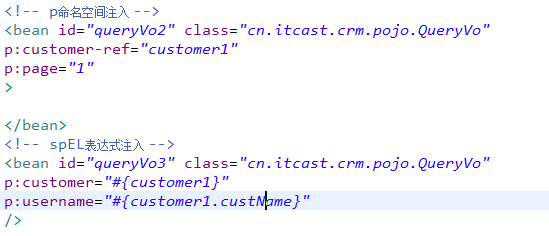 <!-- p命名空间注入 -->
<bean id="queryVo2" class="cn.itcast.crm.pojo.QueryVo"
p:customer-ref="customer1"
p:page="1"
>
</bean>
<!-- spEL表达式注入 -->
<bean id="queryVo3" class="cn.itcast.crm.pojo.QueryVo"
p:customer="#{customer1}"
p:username="#{customer1.custName}"
/>